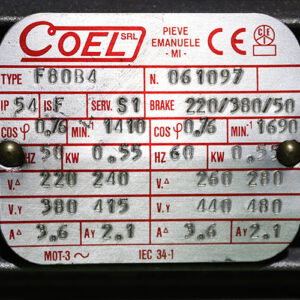 COEL SRL PIEVE EMANUELE - MI - CE
TYPE F80B4 N. 061097
IP 54 IS.F SERV. S1 BRAKE 220/380/50
COSφ 0,76 MIN.⁻¹ 1410 COSφ 0,76 MIN.⁻¹ 1690
HZ 50 KW 0.55 HZ 60 KW 0.55
V.Δ 220 240 V.Δ 260 280
V.Y 380 415 V.Y 440 480
AΔ 3.6 AY 2.1 AΔ 3.6 AY 2.1
MOT-3 ~ IEC 34-1